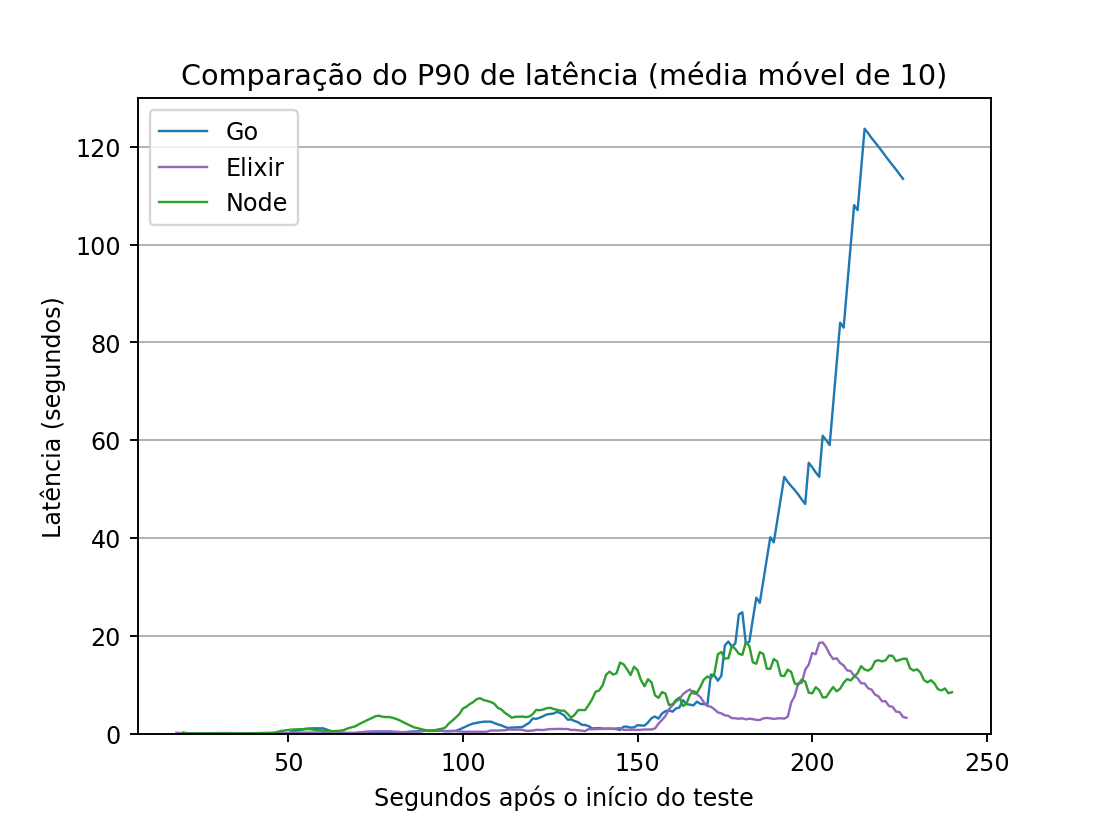 Comparação do P90 de latência (média móvel de 10)
Go
Elixir
Node
120
100
80
60
40
20
0
Latência (segundos)
50
100
150
200
250
Segundos após o início do teste